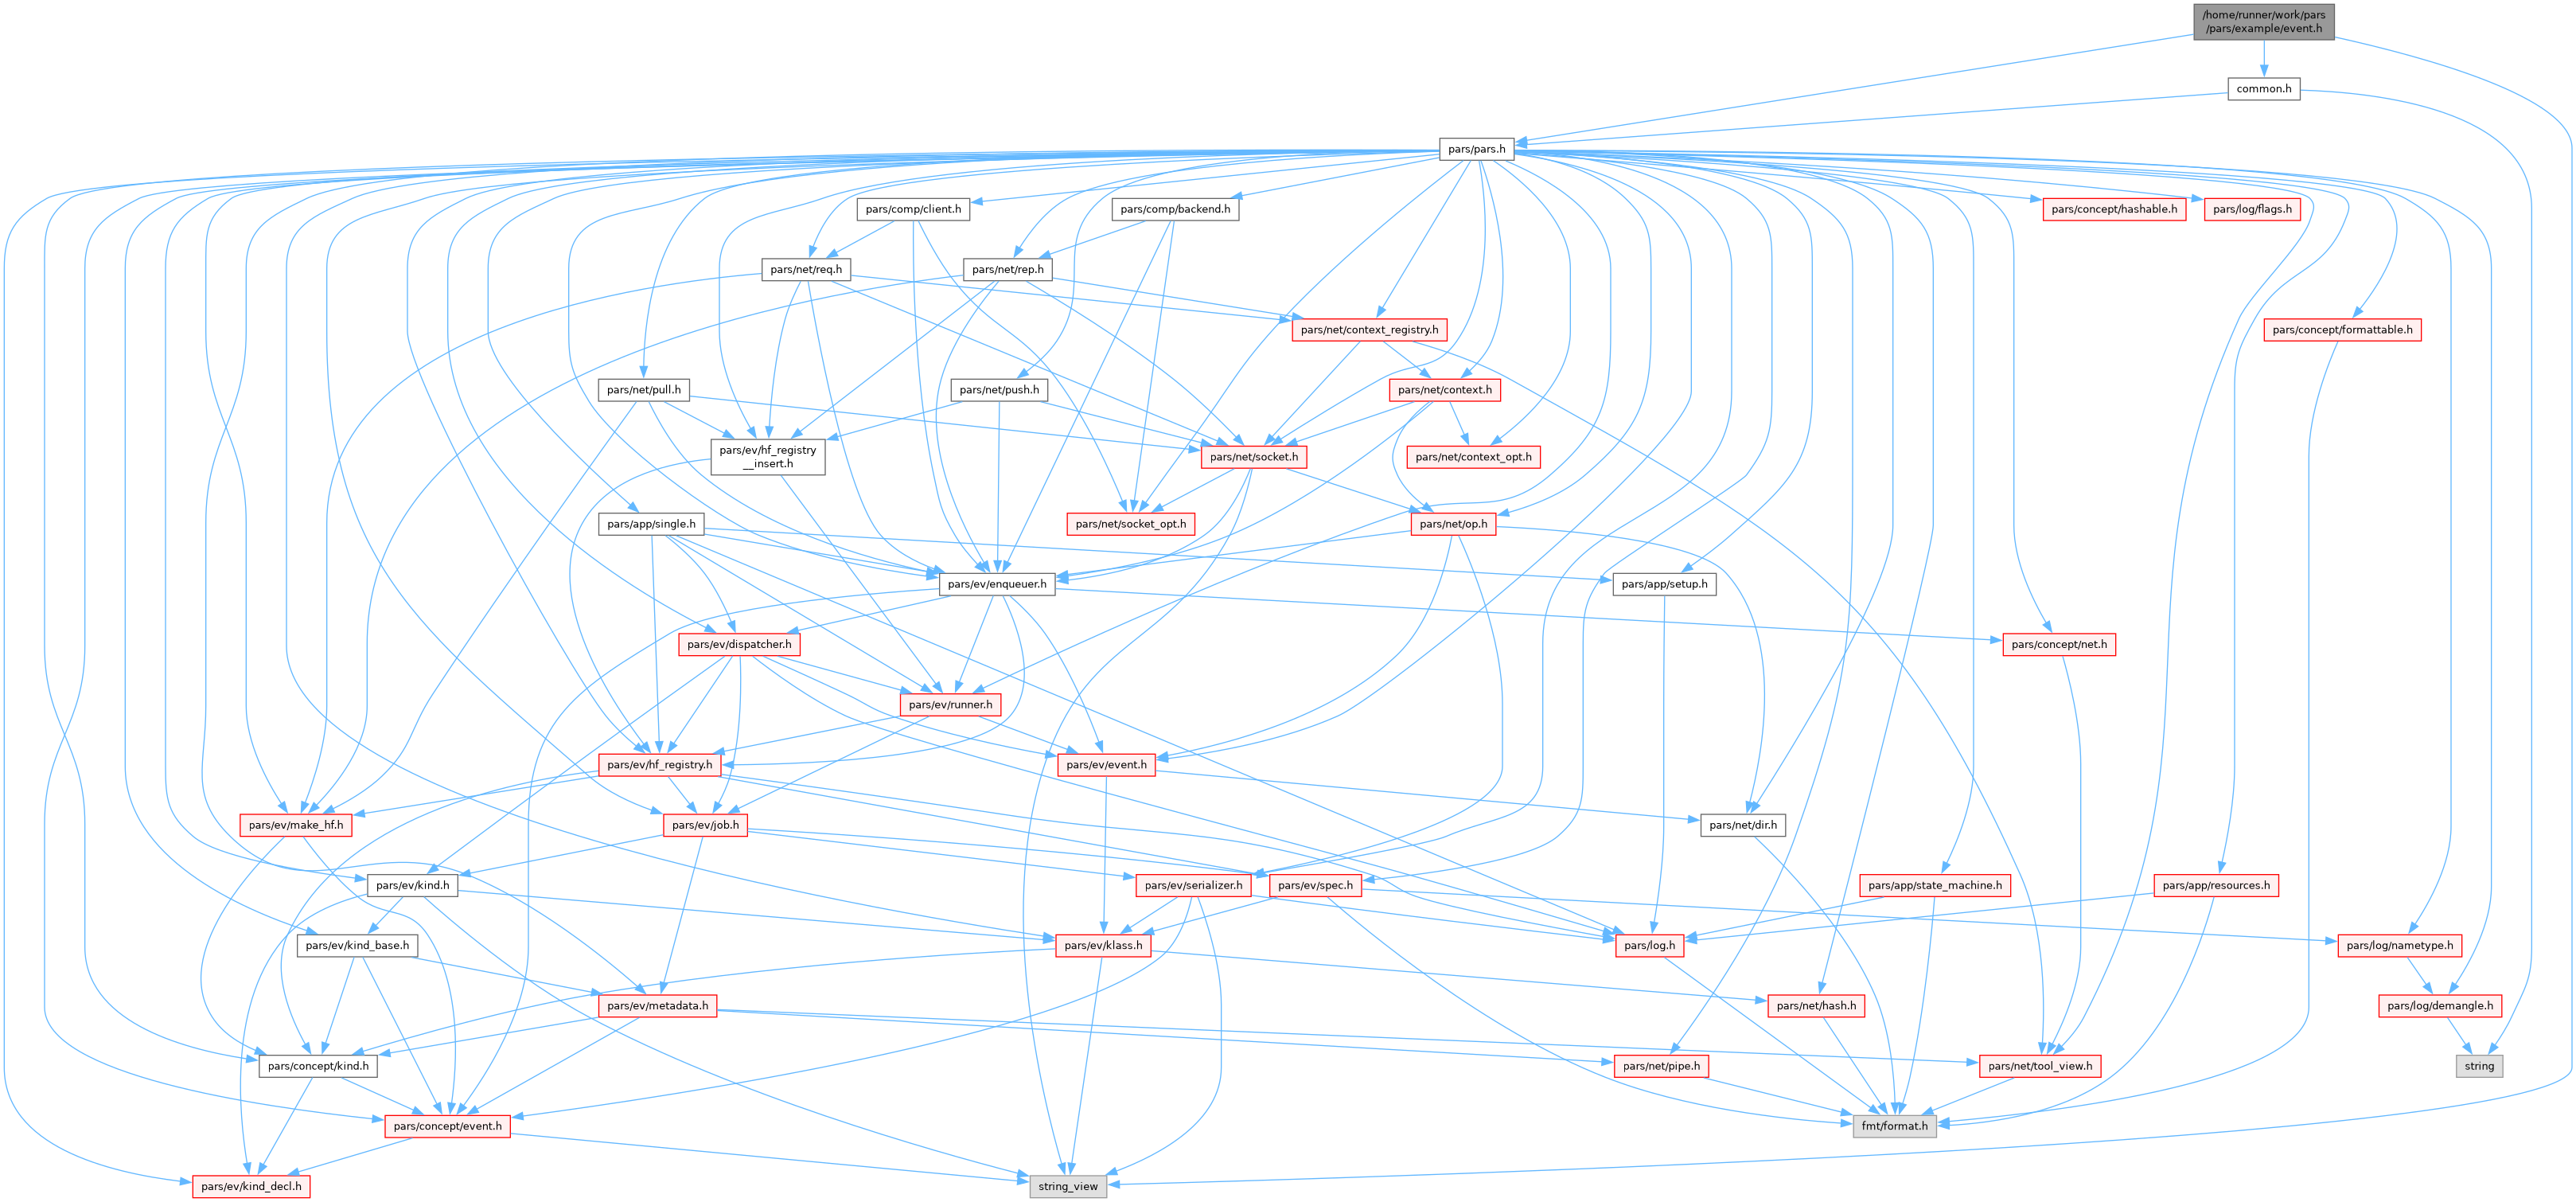 /home/runner/work/pars
/pars/example/event.h
common.h
pars/pars.h
pars/comp/client.h
pars/comp/backend.h
pars/concept/hashable.h
pars/log/flags.h
pars/net/req.h
pars/net/rep.h
pars/net/context_registry.h
pars/concept/formattable.h
pars/net/pull.h
pars/net/push.h
pars/net/context.h
pars/ev/hf_registry
__insert.h
pars/net/socket.h
pars/net/context_opt.h
pars/app/single.h
pars/net/socket_opt.h
pars/net/op.h
pars/ev/enqueuer.h
pars/app/setup.h
pars/ev/dispatcher.h
pars/concept/net.h
pars/ev/runner.h
pars/ev/hf_registry.h
pars/ev/event.h
pars/ev/make_hf.h
pars/ev/job.h
pars/net/dir.h
pars/ev/kind.h
pars/ev/serializer.h
pars/ev/spec.h
pars/app/state_machine.h
pars/app/resources.h
pars/ev/kind_base.h
pars/ev/klass.h
pars/log.h
pars/log/nametype.h
pars/ev/metadata.h
pars/net/hash.h
pars/log/demangle.h
pars/concept/kind.h
pars/net/pipe.h
pars/net/tool_view.h
string
pars/concept/event.h
fmt/format.h
pars/ev/kind_decl.h
string_view